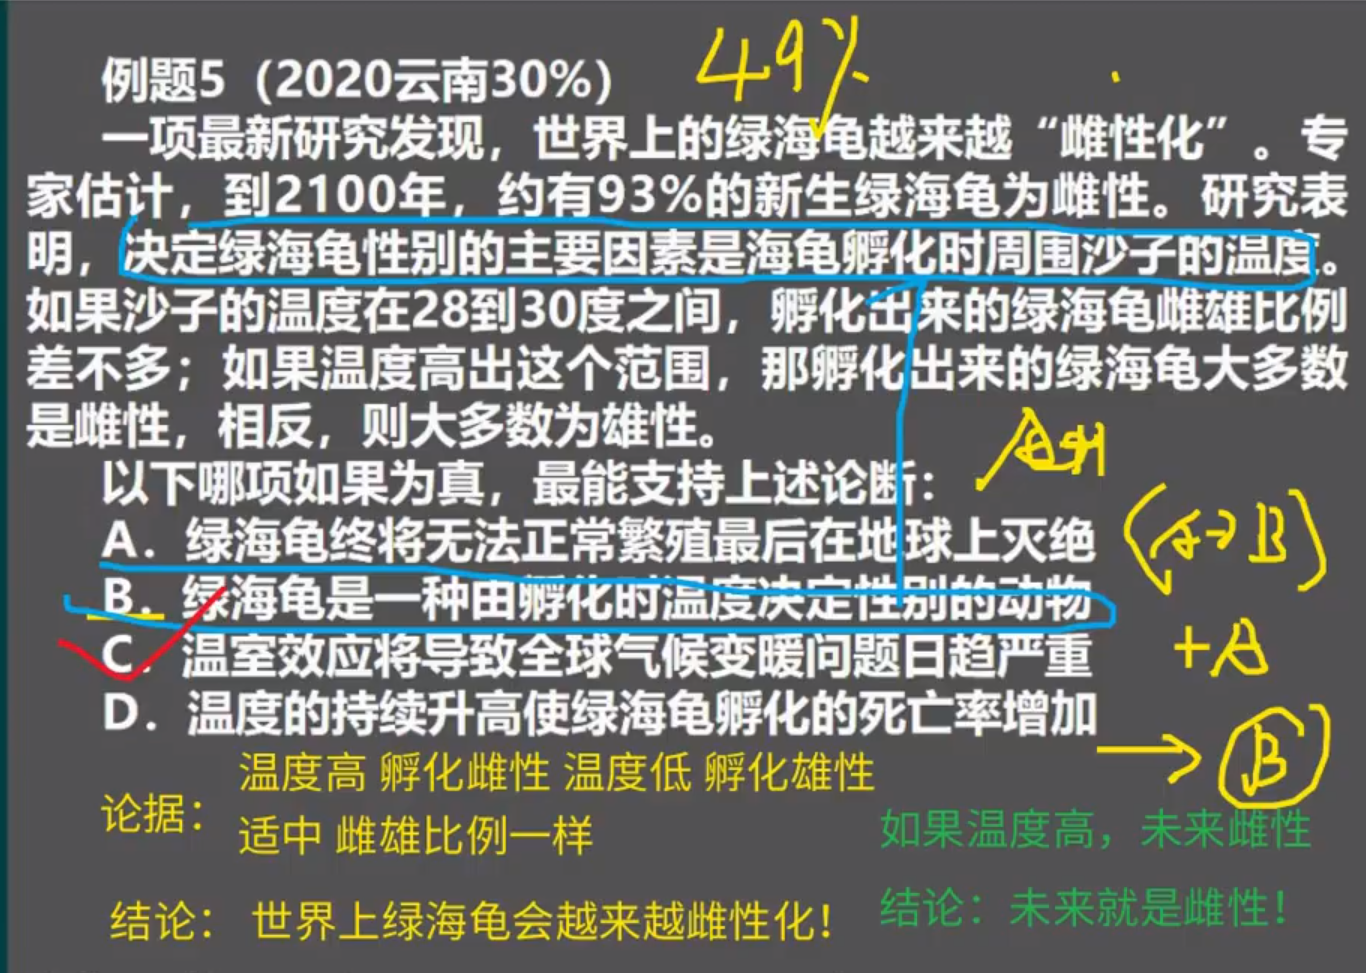 例题5（2020云南30%） 49%
一项最新研究发现，世界上的绿海龟越来越“雌性化”。专
家估计，到2100年，约有93%的新生绿海龟为雌性。研究表
明，决定绿海龟性别的主要因素是海龟孵化时周围沙子的温度。
如果沙子的温度在28到30度之间，孵化出来的绿海龟雌雄比例
差不多；如果温度高出这个范围，那孵化出来的绿海龟大多数
是雌性，相反，则大多数为雄性。
以下哪项如果为真，最能支持上述论断：
A．绿海龟终将无法正常繁殖最后在地球上灭绝
B．绿海龟是一种由孵化时温度决定性别的动物
C．温室效应将导致全球气候变暖问题日趋严重
D．温度的持续升高使绿海龟孵化的死亡率增加
(A→B)
+A
→B
温度高 孵化雌性 温度低 孵化雄性
论据：
适中 雌雄比例一样
结论： 世界上绿海龟会越来越雌性化！
如果温度高，未来雌性
结论：未来就是雌性！